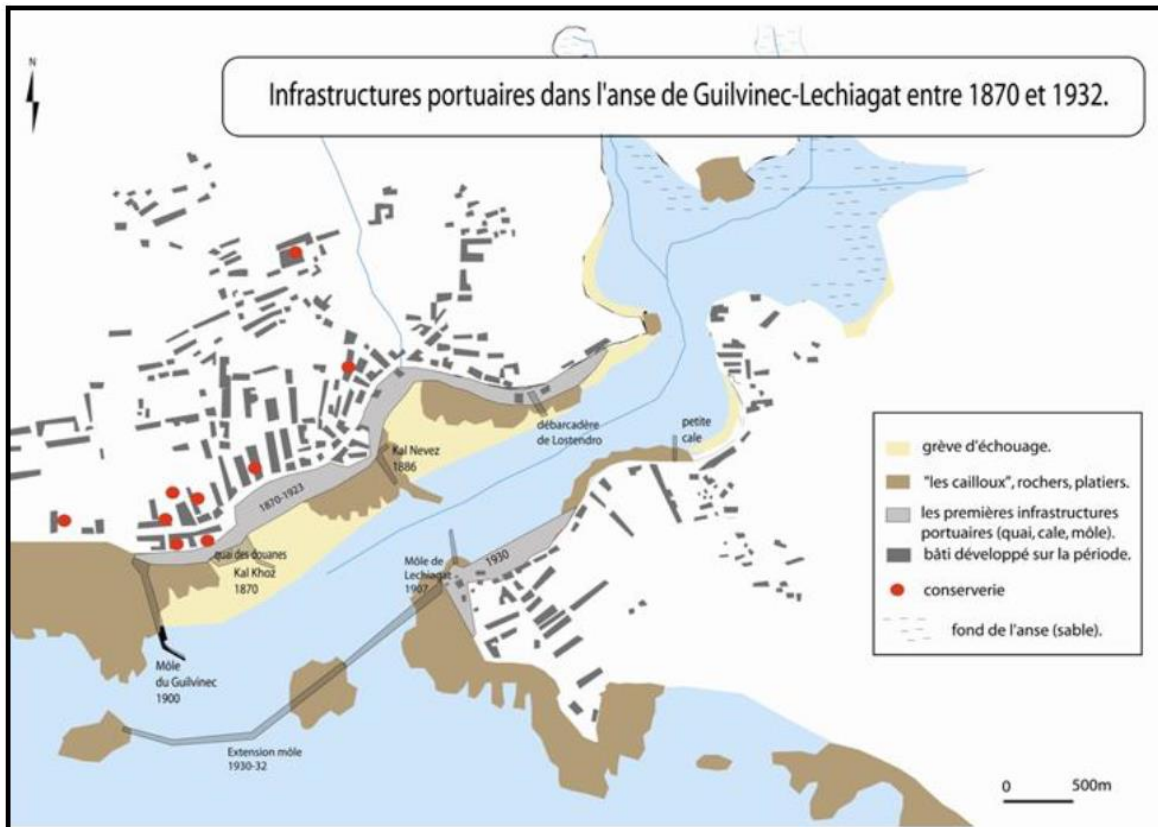 N
Infrastructures portuaires dans l'anse de Guilvinec-Lechiagat entre 1870 et 1932.
débarcadère
de Lostendro
petite
cale
Kal Nevez
1886
1870-1923
quai des douanes
Kal Khoz
1870
Môle de
Lechiagat
1907
1930
Môle
du Guilvinec
1900
Extension môle
1930-32
grève d'échouage.
"les cailloux", rochers, platiers.
les premières infrastructures
portuaires (quai, cale, môle).
bâti développé sur la période.
conserverie
fond de l'anse (sable).
0 500m